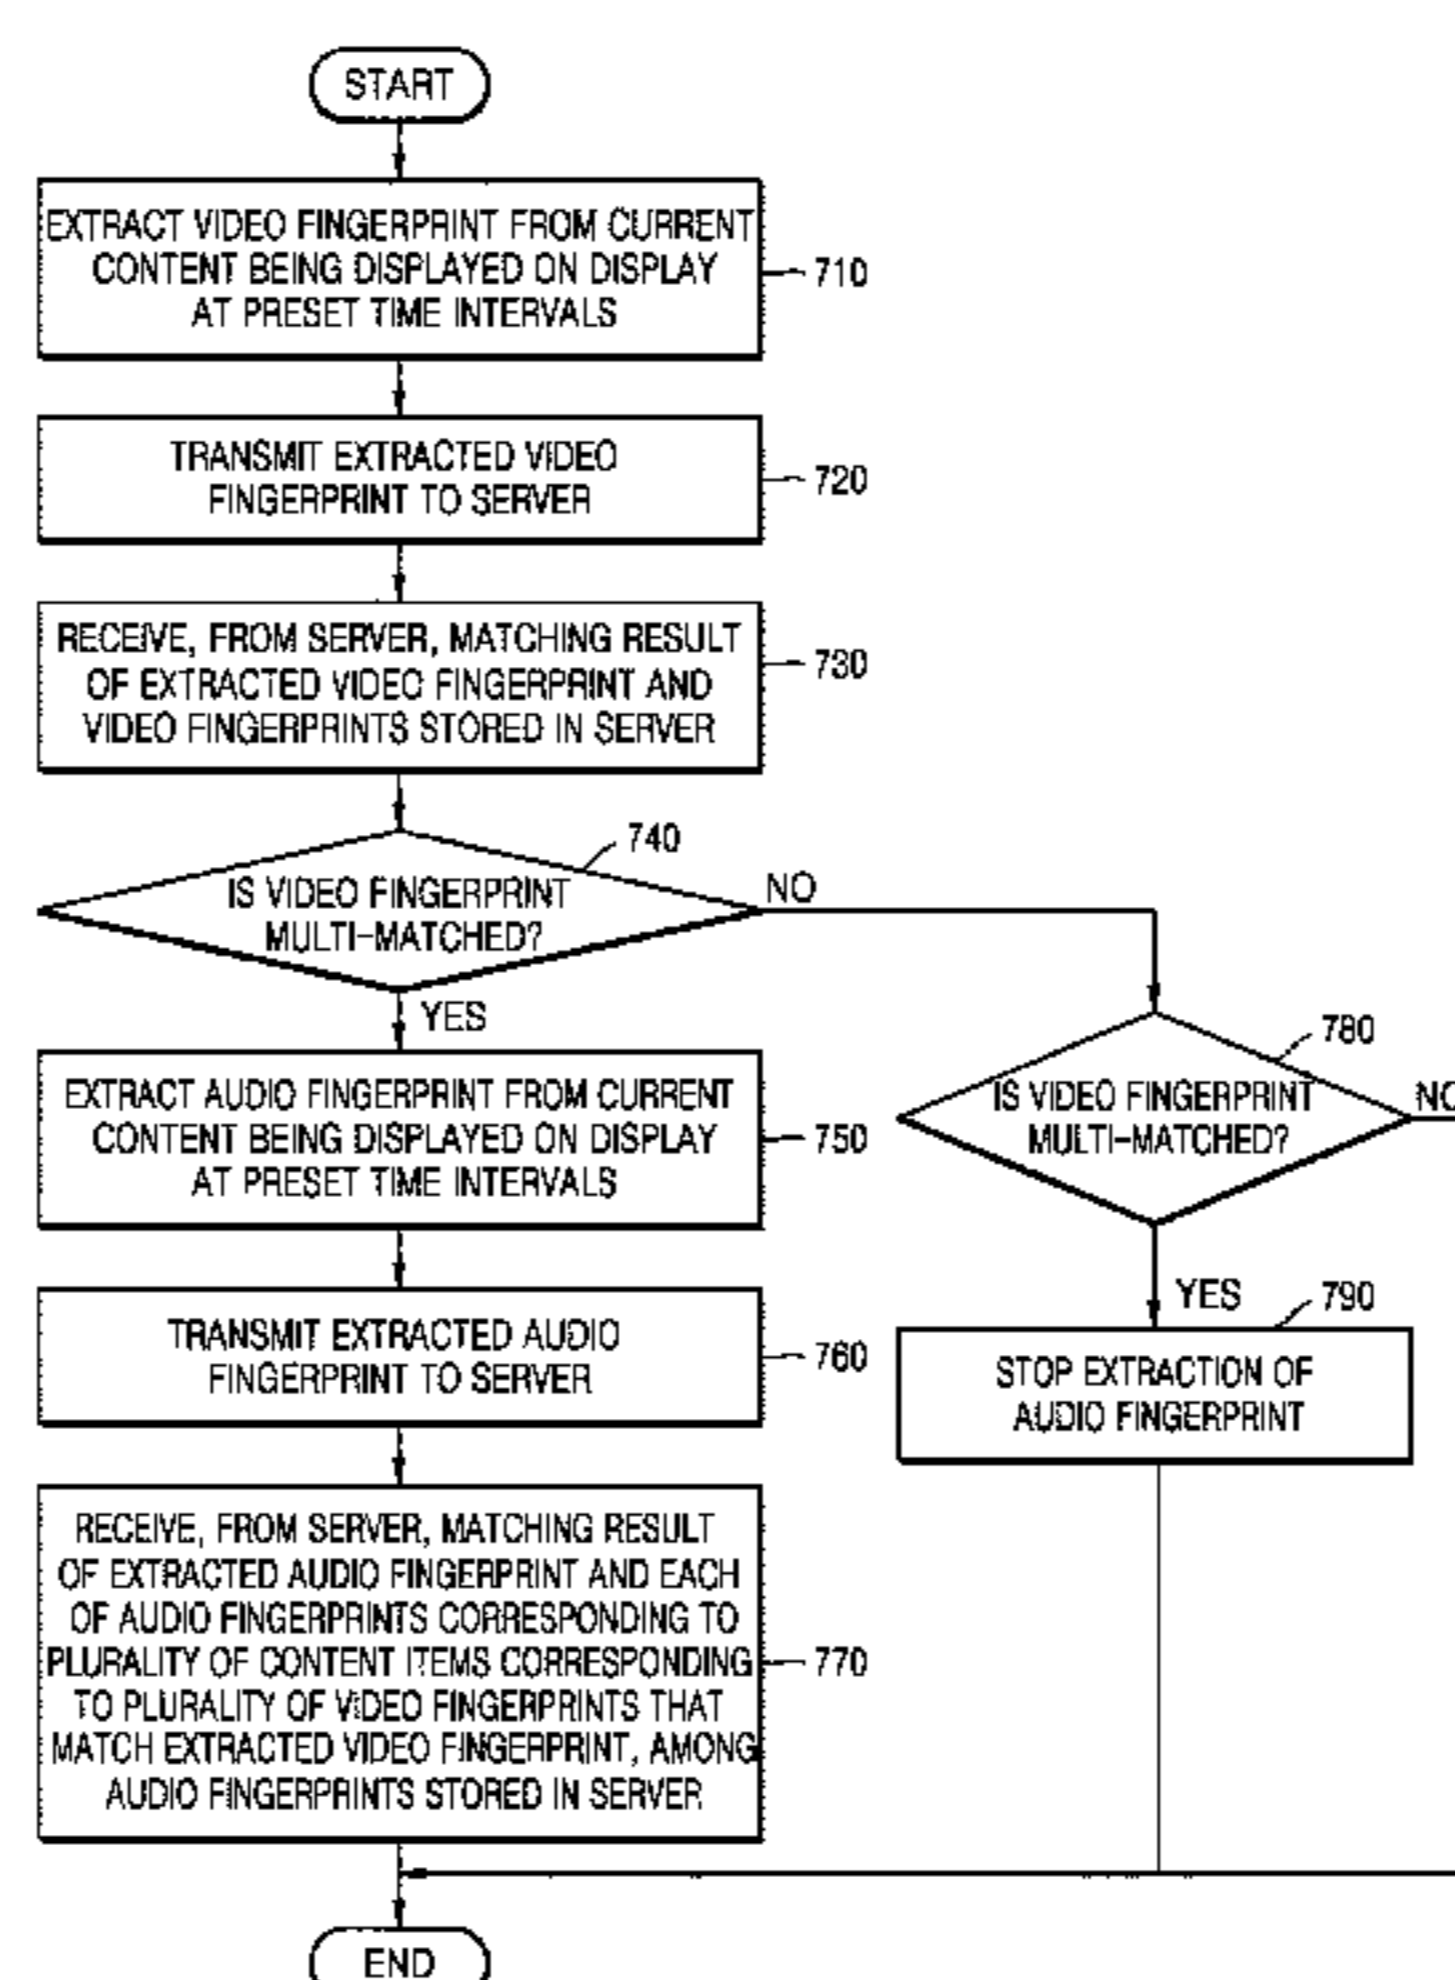 START
EXTRACT VIDEO FINGERPRINT FROM CURRENT
CONTENT BEING DISPLAYED ON DISPLAY
AT PRESET TIME INTERVALS
710
TRANSMIT EXTRACTED VIDEO
FINGERPRINT TO SERVER
720
RECEIVE, FROM SERVER, MATCHING RESULT
OF EXTRACTED VIDEO FINGERPRINT AND
VIDEO FINGERPRINTS STORED IN SERVER
730
740
IS VIDEO FINGERPRINT
MULTI-MATCHED?
NO
YES
780
IS VIDEO FINGERPRINT
MULTI-MATCHED?
NO
EXTRACT AUDIO FINGERPRINT FROM CURRENT
CONTENT BEING DISPLAYED ON DISPLAY
AT PRESET TIME INTERVALS
750
YES
790
STOP EXTRACTION OF
AUDIO FINGERPRINT
TRANSMIT EXTRACTED AUDIO
FINGERPRINT TO SERVER
760
RECEIVE, FROM SERVER, MATCHING RESULT
OF EXTRACTED AUDIO FINGERPRINT AND EACH
OF AUDIO FINGERPRINTS CORRESPONDING TO
PLURALITY OF CONTENT ITEMS CORRESPONDING
TO PLURALITY OF VIDEO FINGERPRINTS THAT
MATCH EXTRACTED VIDEO FINGERPRINT, AMONG
AUDIO FINGERPRINTS STORED IN SERVER
770
END